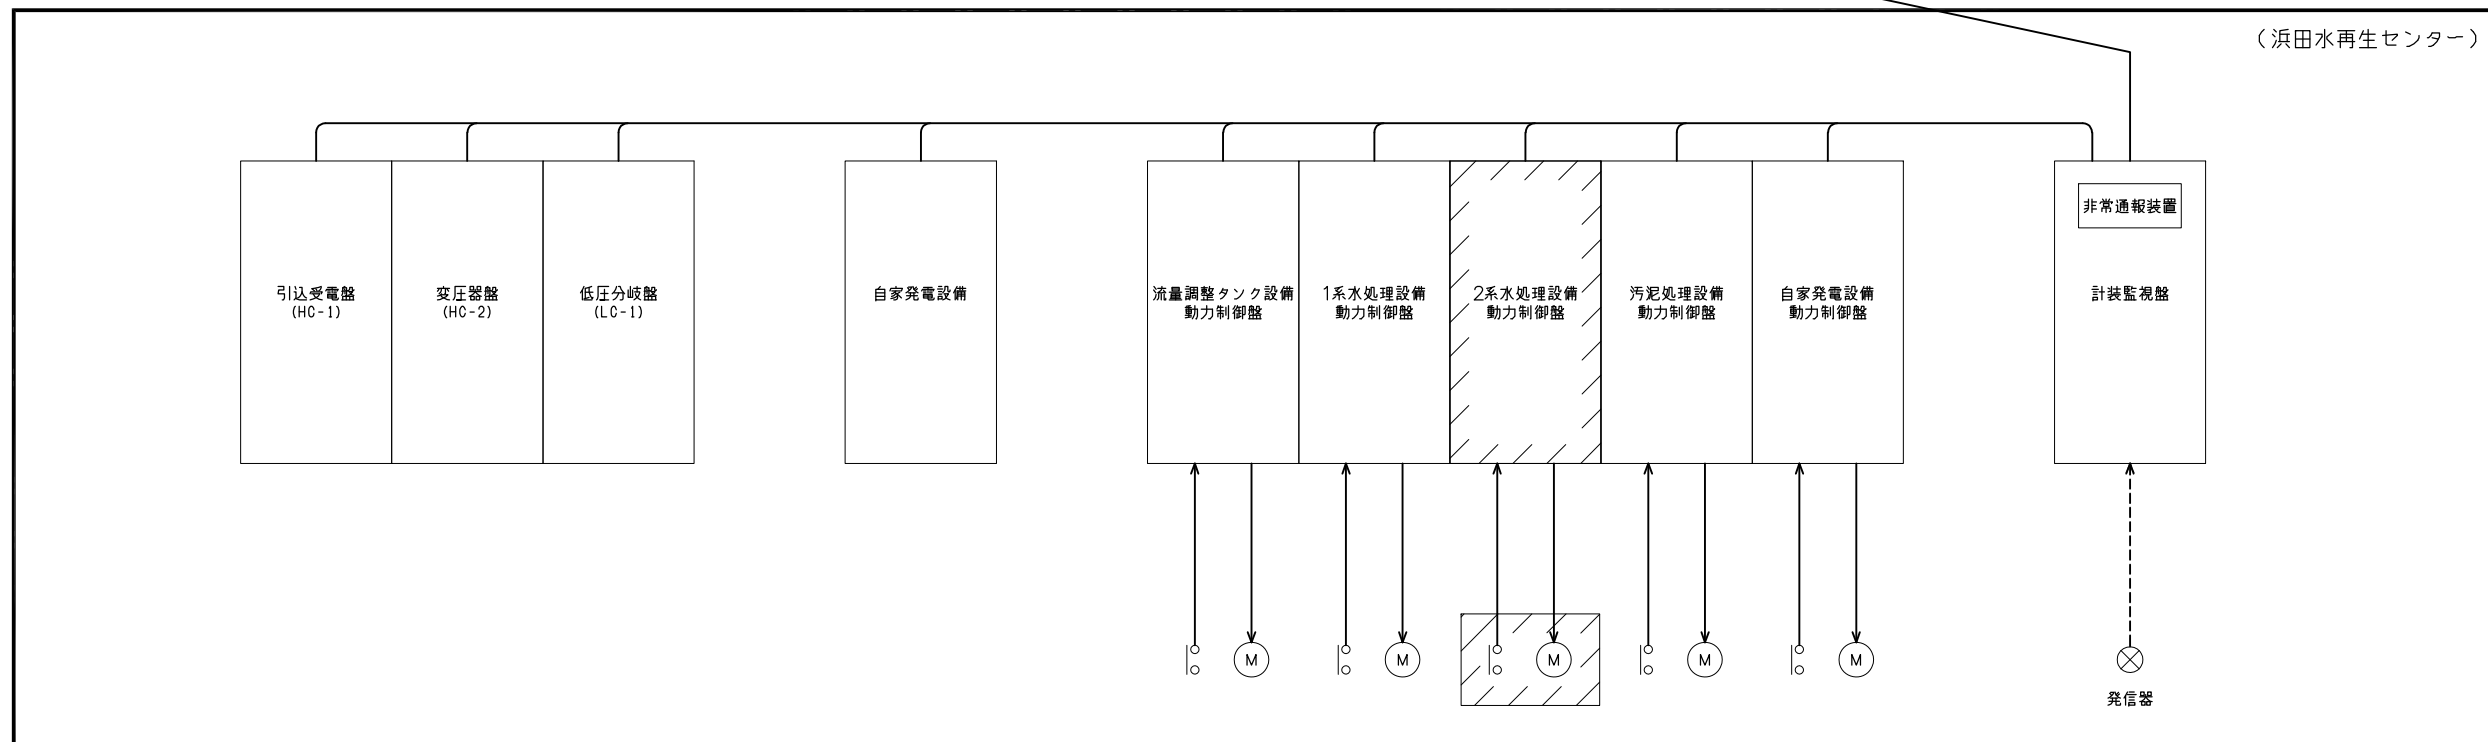 （浜田水再生センター）
非常通報装置
引込受電盤
(HC-1)
変圧器盤
(HC-2)
低圧分岐盤
(LC-1)
自家発電設備
流量調整タンク設備
動力制御盤
1系水処理設備
動力制御盤
2系水処理設備
動力制御盤
汚泥処理設備
動力制御盤
自家発電設備
動力制御盤
計装監視盤
M
M
M
M
M
発信器